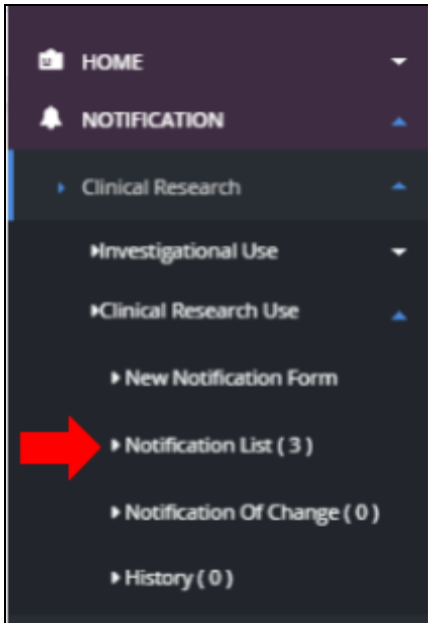 HOME
NOTIFICATION
Clinical Research
Investigational Use
Clinical Research Use
New Notification Form
Notification List ( 3 )
Notification Of Change ( 0 )
History ( 0 )